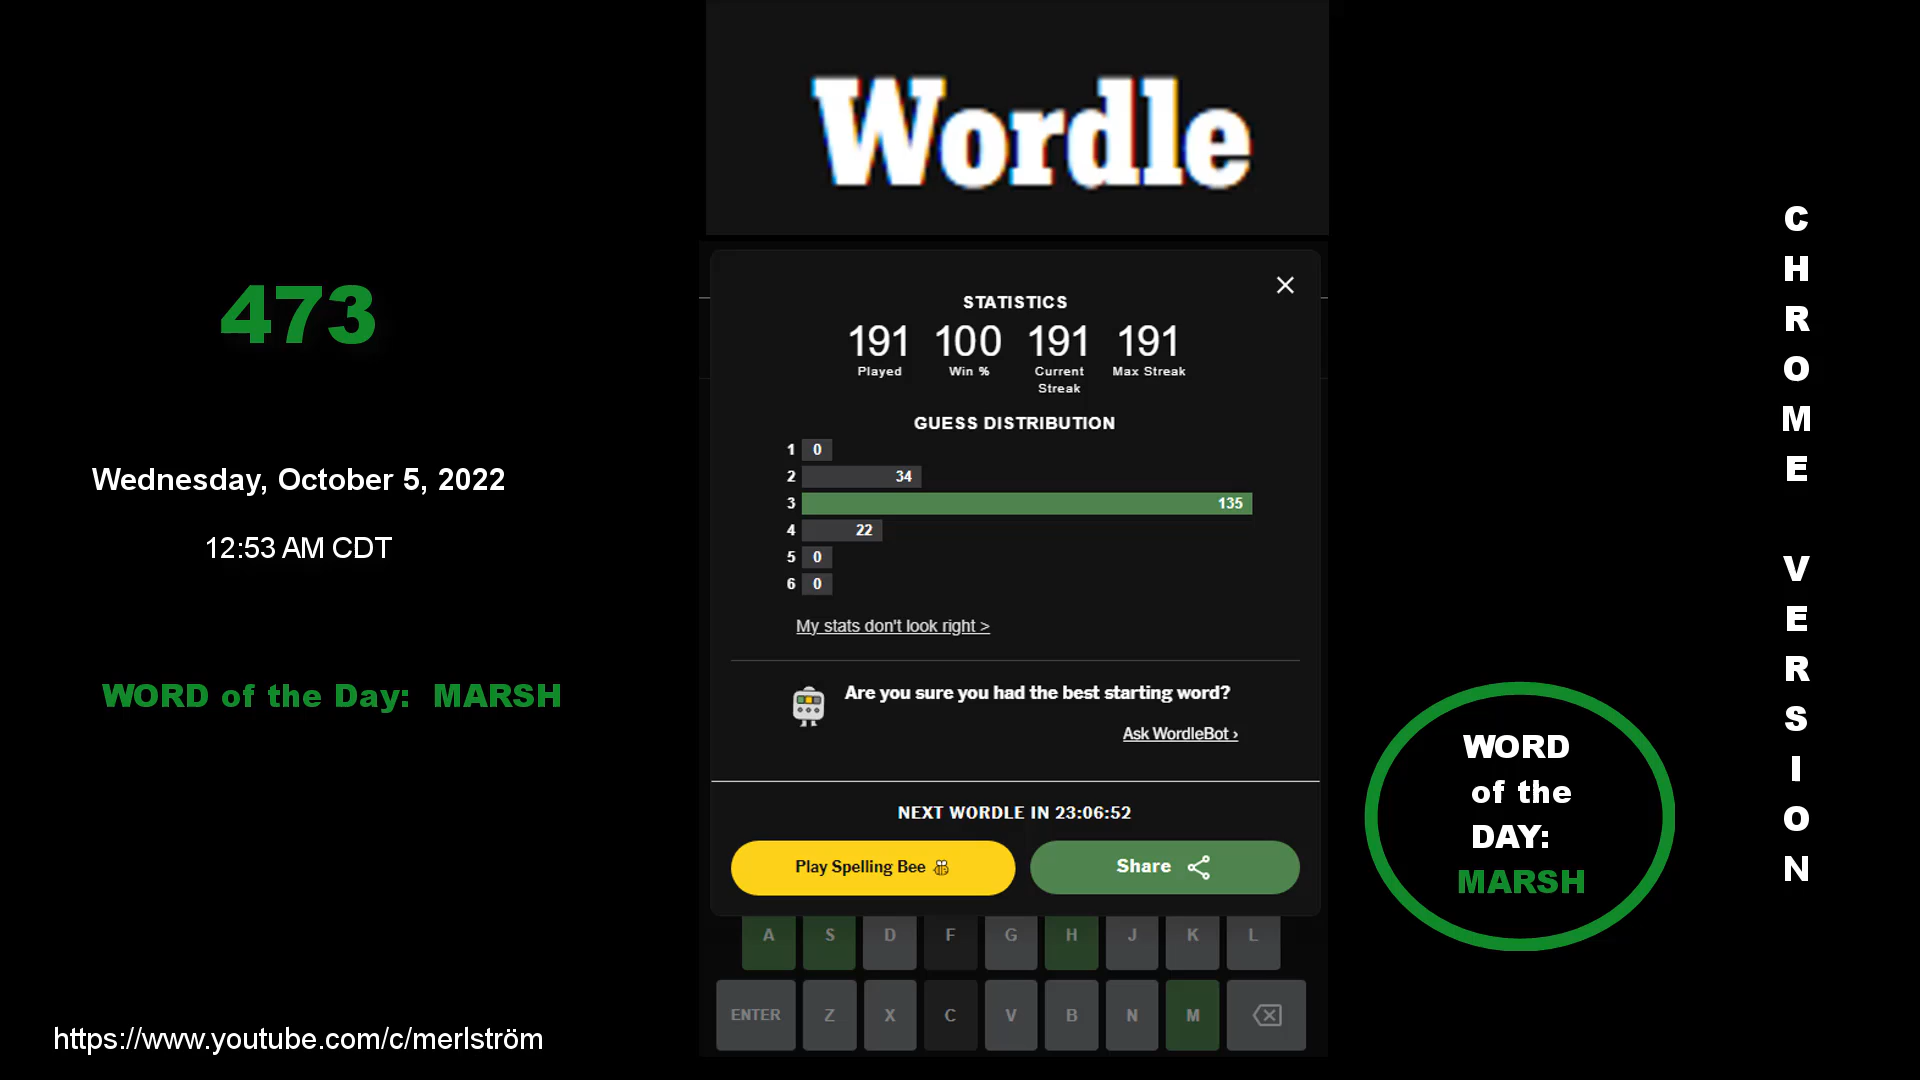 Wordle
473
Wednesday, October 5, 2022
12:53 AM CDT
WORD of the Day: MARSH
https://www.youtube.com/c/merlström
STATISTICS
191 100 191 191
Played Win % Current Streak Max Streak
GUESS DISTRIBUTION
1 0
2 34
3 135
4 22
5 0
6 0
My stats don't look right >
Are you sure you had the best starting word?
Ask WordleBot ›
NEXT WORDLE IN 23:06:52
Play Spelling Bee
Share
A S D F G H J K L
ENTER Z X C V B N M
WORD
of the
DAY:
MARSH
CHROME VERSION